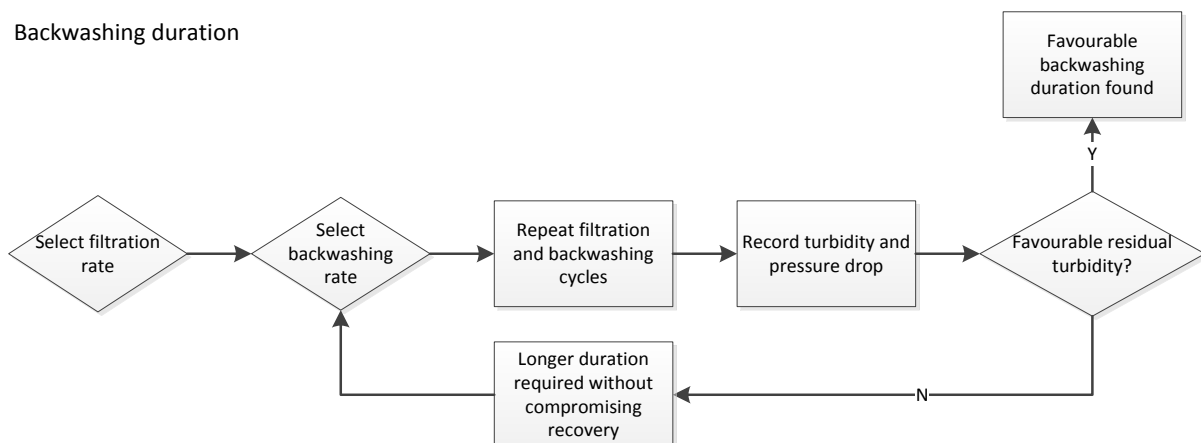 Backwashing duration
Favourable
backwashing
duration found
Y
Select filtration
rate
Select
backwashing
rate
Repeat filtration
and backwashing
cycles
Record turbidity and
pressure drop
Favourable residual
turbidity?
N
Longer duration
required without
compromising
recovery